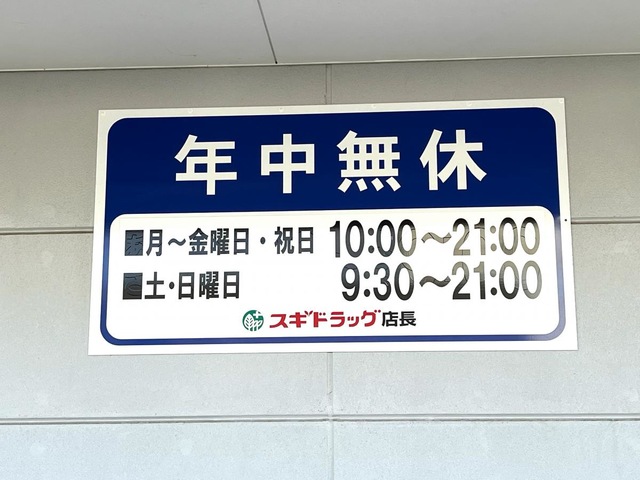 年中無休
■月～金曜日・祝日 10:00～21:00
■土・日曜日 9:30～21:00
スギドラッグ店長